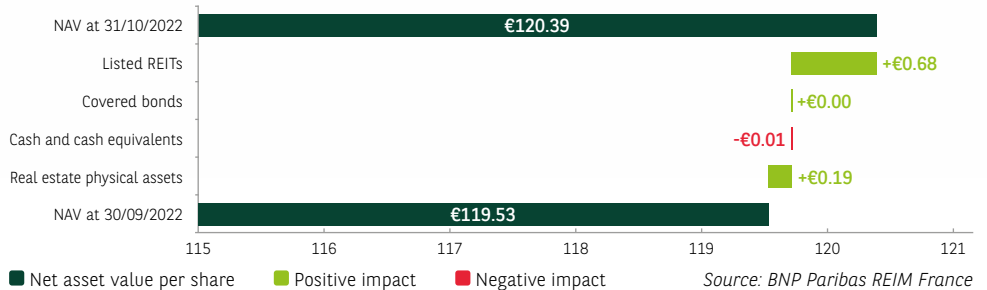 NAV at 31/10/2022 €120.39
Listed REITs +€0.68
Covered bonds +€0.00
Cash and cash equivalents -€0.01
Real estate physical assets +€0.19
NAV at 30/09/2022 €119.53
115 116 117 118 119 120 121
Net asset value per share Positive impact Negative impact Source: BNP Paribas REIM France